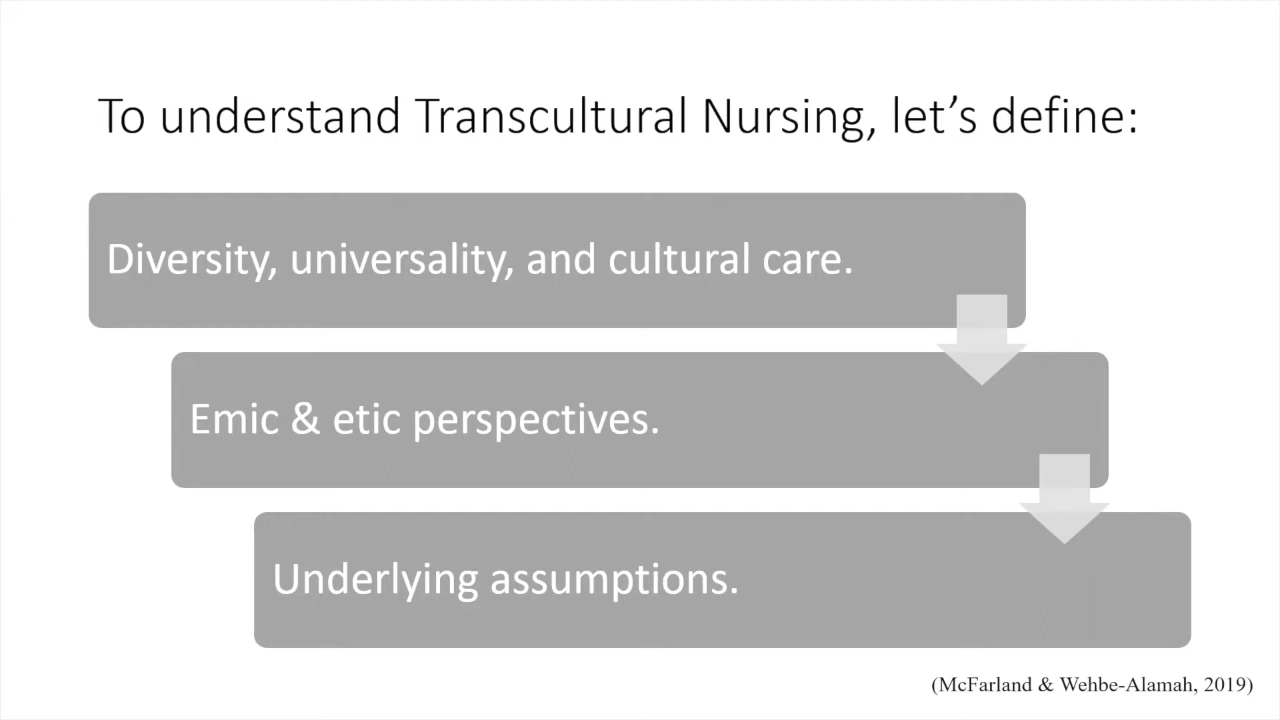 To understand Transcultural Nursing, let’s define:
Diversity, universality, and cultural care.
Emic & etic perspectives.
Underlying assumptions.
(McFarland & Wehbe-Alamah, 2019)